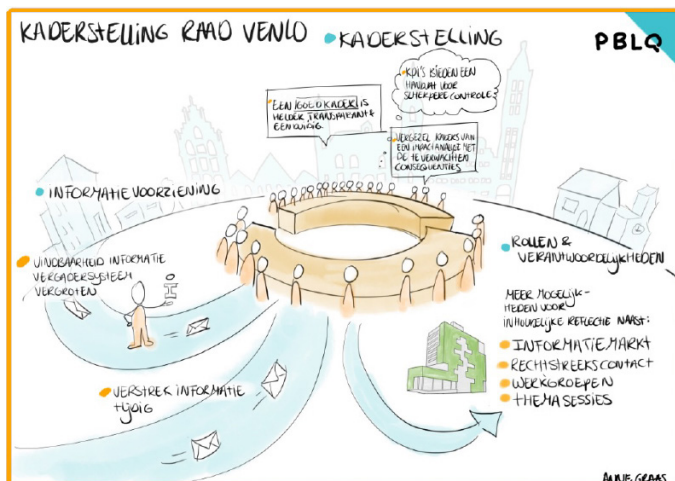 KADERSTELLING RAAD VENLO
KADERSTELLING
PBLQ
KPI'S BIEDEN EEN
HANDVAT VOOR
SCHERPERE CONTROLE
EEN GOED KADER IS
HELDER, TRANSPARANT &
EENDUIDIG.
VERGEZEL KADERS VAN
EEN IMPACTANALYSE MET
DE TE VERWACHTEN
CONSEQUENTIES
INFORMATIEVOORZIENING
VINDBAARHEID INFORMATIE
VERGADERSYSTEEM
VERGROTEN
i
ROLLEN &
VERANTWOORDELIJKHEDEN
MEER MOGELIJK-
HEDEN VOOR
INHOUDELIJKE REFLECTIE NAAST:
INFORMATIEMARKT
RECHTSTREEKS CONTACT
WERKGROEPEN
THEMASESSIES
VERSTREK INFORMATIE
tijdig
ANNE GRAAS